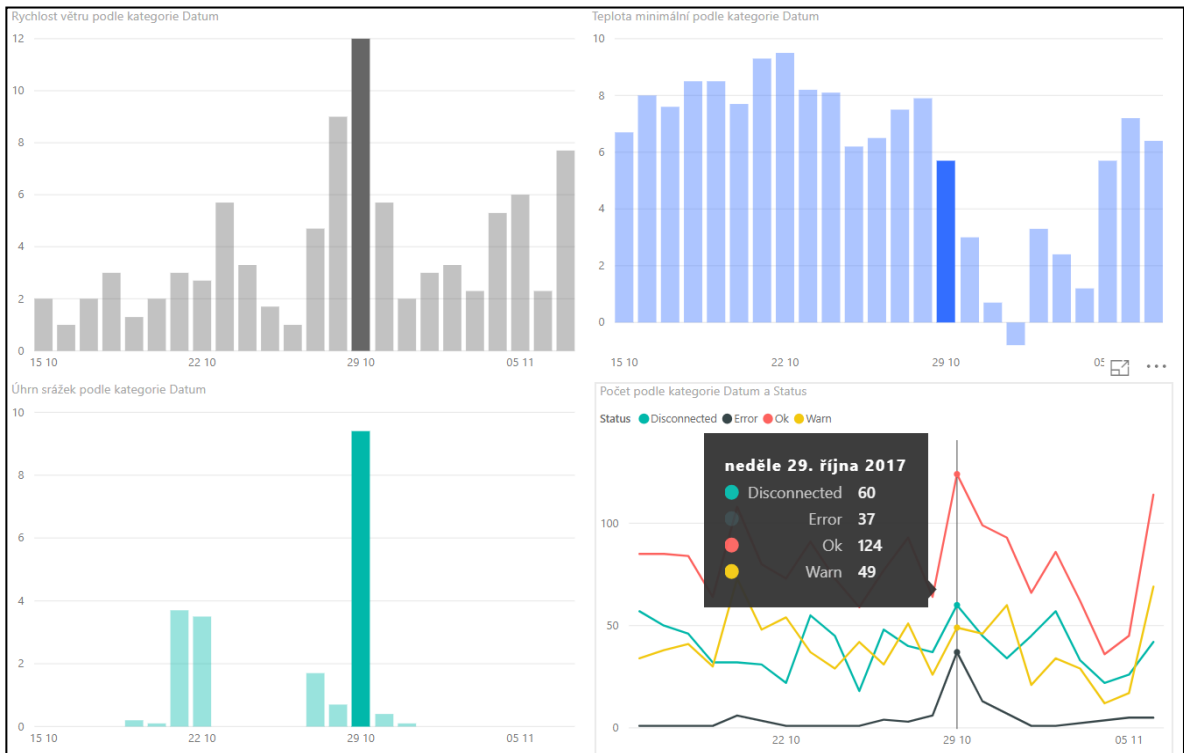 Rychlost větru podle kategorie Datum
12
10
8
6
4
2
0
15 10 22 10 29 10 05 11
Teplota minimální podle kategorie Datum
10
8
6
4
2
0
15 10 22 10 29 10 05
Úhrn srážek podle kategorie Datum
10
8
6
4
2
0
15 10 22 10 29 10 05 11
Počet podle kategorie Datum a Status
Status Disconnected Error Ok Warn
neděle 29. října 2017
Disconnected 60
Error 37
Ok 124
Warn 49
100
50
0
22 10 29 10 05 11